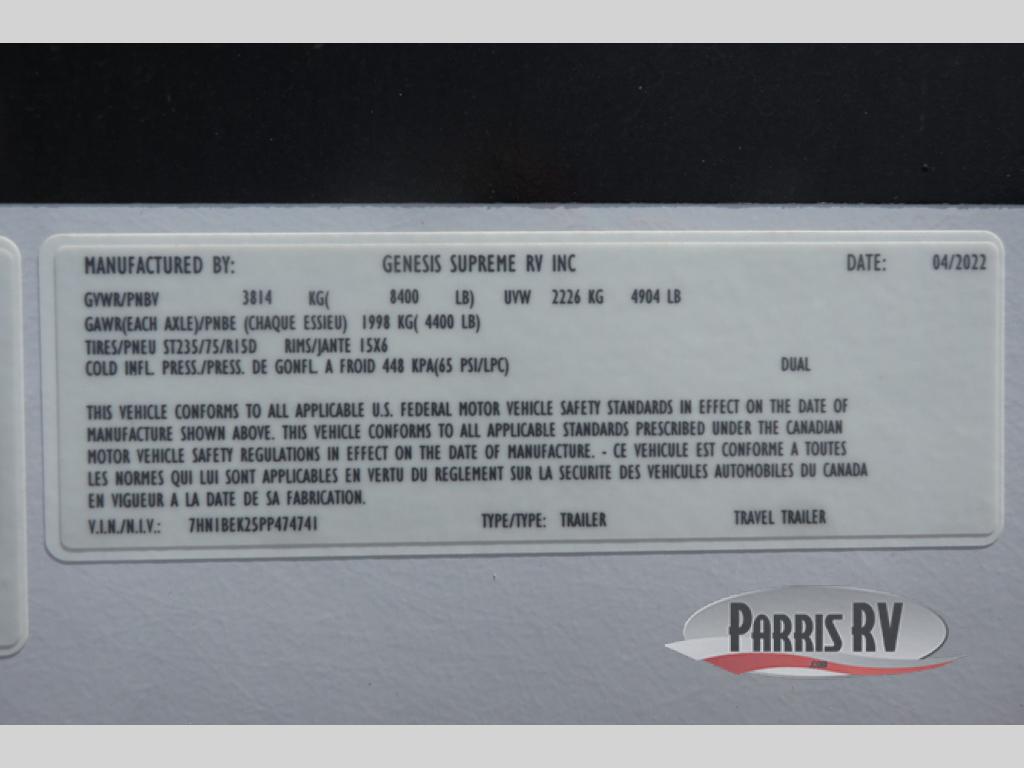 MANUFACTURED BY: GENESIS SUPREME RV INC DATE: 04/2022
GVWR/PNBV 3814 KG( 8400 LB) UVW 2226 KG 4904 LB
GAWR(EACH AXLE)/PNBE (CHAQUE ESSIEU) 1998 KG( 4400 LB)
TIRES/PNEU ST235/75/R15D RIMS/JANTE 15X6
COLD INFL. PRESS./PRESS. DE GONFL. A FROID 448 KPA(65 PSI/LPC) DUAL
THIS VEHICLE CONFORMS TO ALL APPLICABLE U.S. FEDERAL MOTOR VEHICLE SAFETY STANDARDS IN EFFECT ON THE DATE OF
MANUFACTURE SHOWN ABOVE. THIS VEHICLE CONFORMS TO ALL APPLICABLE STANDARDS PRESCRIBED UNDER THE CANADIAN
MOTOR VEHICLE SAFETY REGULATIONS IN EFFECT ON THE DATE OF MANUFACTURE. - CE VEHICULE EST CONFORME A TOUTES
LES NORMES QUI LUI SONT APPLICABLES EN VERTU DU REGLEMENT SUR LA SECURITE DES VEHICULES AUTOMOBILES DU CANADA
EN VIGUEUR A LA DATE DE SA FABRICATION.
V.I.N./N.I.V.: 7HN1BEK25PP474741 TYPE/TYPE: TRAILER TRAVEL TRAILER
PARRIS RV
.com